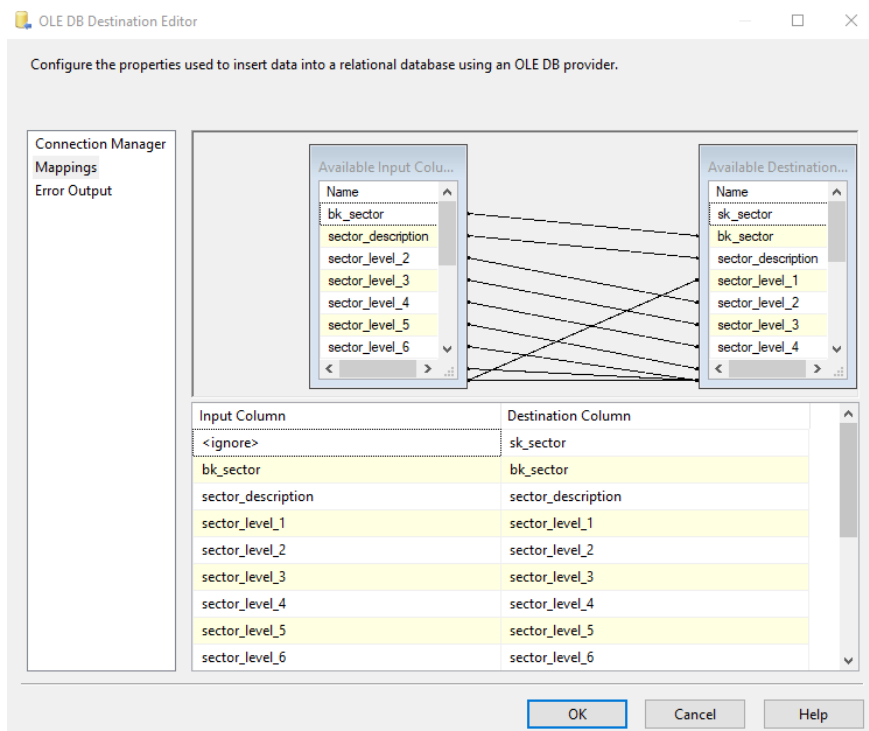 OLE DB Destination Editor
Configure the properties used to insert data into a relational database using an OLE DB provider.
Connection Manager
Mappings
Error Output
Available Input Colu...
Name
bk_sector
sector_description
sector_level_2
sector_level_3
sector_level_4
sector_level_5
sector_level_6
Available Destination...
Name
sk_sector
bk_sector
sector_description
sector_level_1
sector_level_2
sector_level_3
sector_level_4
Input Column Destination Column
<ignore> sk_sector
bk_sector bk_sector
sector_description sector_description
sector_level_1 sector_level_1
sector_level_2 sector_level_2
sector_level_3 sector_level_3
sector_level_4 sector_level_4
sector_level_5 sector_level_5
sector_level_6 sector_level_6
OK Cancel Help